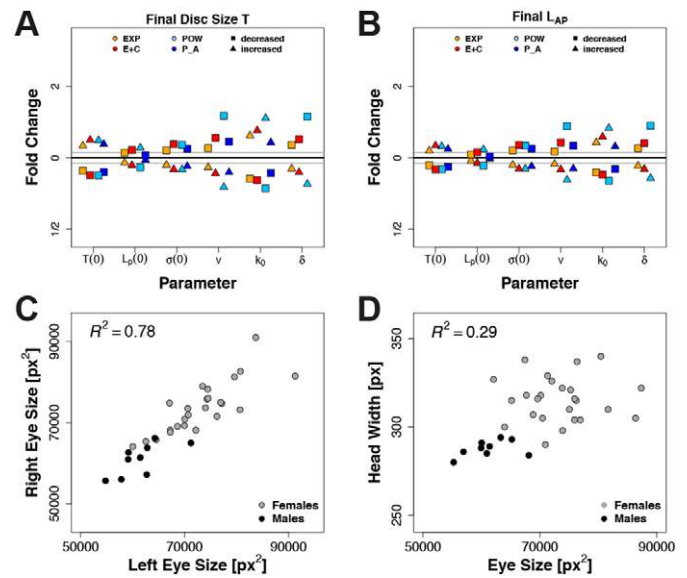 A
Final Disc Size T
EXP POW decreased
E+C P_A increased
Fold Change
2
0
1/2
T(0) Lp(0) σ(0) v k0 δ
Parameter
B
Final LAP
EXP POW decreased
E+C P_A increased
Fold Change
2
0
1/2
T(0) Lp(0) σ(0) v k0 δ
Parameter
C
R² = 0.78
Right Eye Size [px²]
90000
70000
50000
Females
Males
50000 70000 90000
Left Eye Size [px²]
D
R² = 0.29
Head Width [px]
350
300
250
Females
Males
50000 70000 90000
Eye Size [px²]